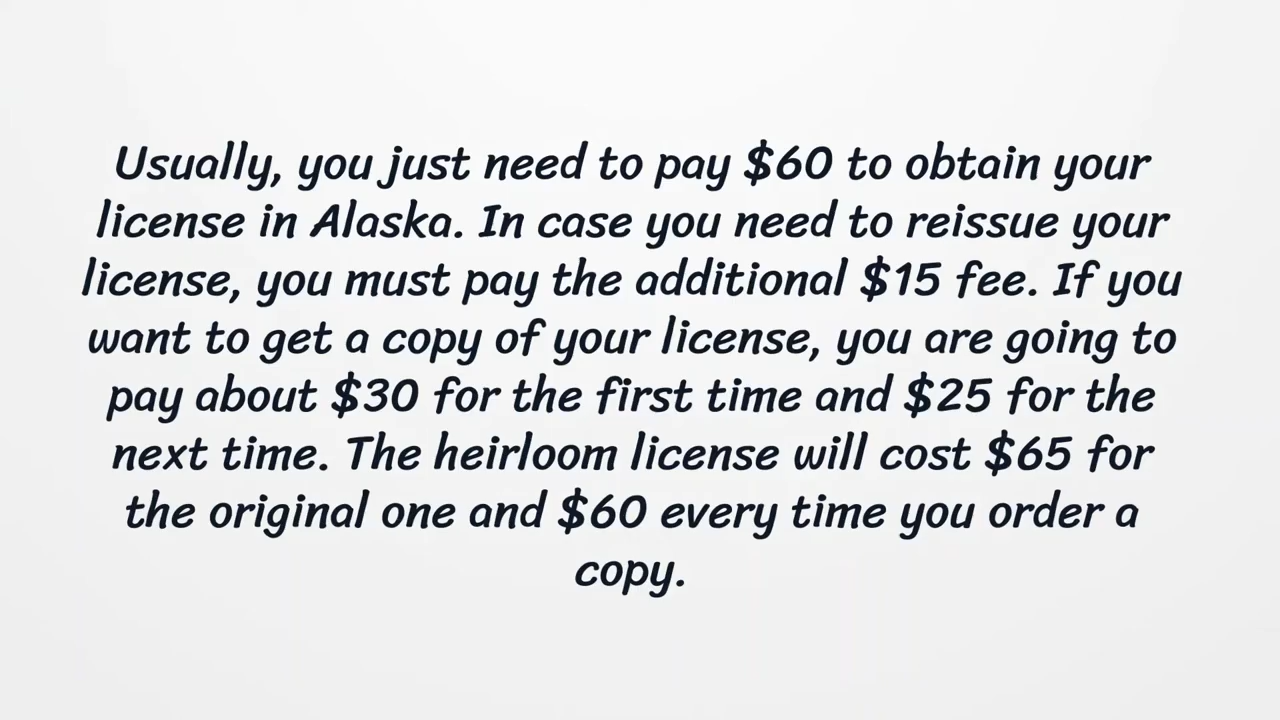 Usually, you just need to pay $60 to obtain your
license in Alaska. In case you need to reissue your
license, you must pay the additional $15 fee. If you
want to get a copy of your license, you are going to
pay about $30 for the first time and $25 for the
next time. The heirloom license will cost $65 for
the original one and $60 every time you order a
copy.